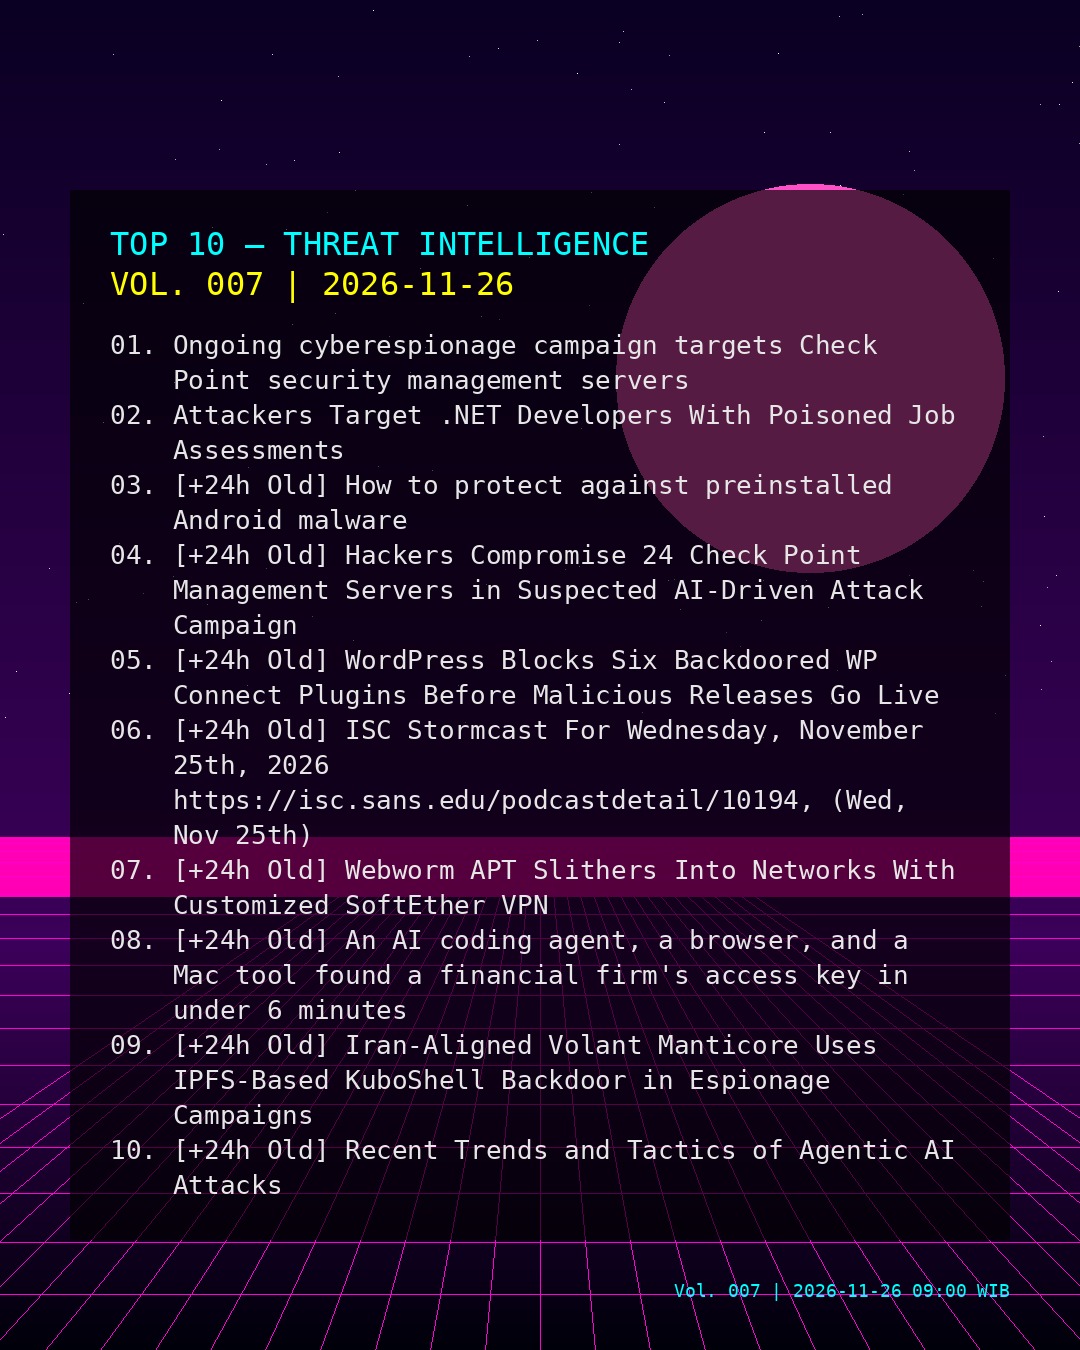 TOP 10 — THREAT INTELLIGENCE
VOL. 007 | 2026-11-26
01. Ongoing cyberespionage campaign targets Check
Point security management servers
02. Attackers Target .NET Developers With Poisoned Job
Assessments
03. [+24h Old] How to protect against preinstalled
Android malware
04. [+24h Old] Hackers Compromise 24 Check Point
Management Servers in Suspected AI-Driven Attack
Campaign
05. [+24h Old] WordPress Blocks Six Backdoored WP
Connect Plugins Before Malicious Releases Go Live
06. [+24h Old] ISC Stormcast For Wednesday, November
25th, 2026
https://isc.sans.edu/podcastdetail/10194, (Wed,
Nov 25th)
07. [+24h Old] Webworm APT Slithers Into Networks With
Customized SoftEther VPN
08. [+24h Old] An AI coding agent, a browser, and a
Mac tool found a financial firm's access key in
under 6 minutes
09. [+24h Old] Iran-Aligned Volant Manticore Uses
IPFS-Based KuboShell Backdoor in Espionage
Campaigns
10. [+24h Old] Recent Trends and Tactics of Agentic AI
Attacks
Vol. 007 | 2026-11-26 09:00 WIB